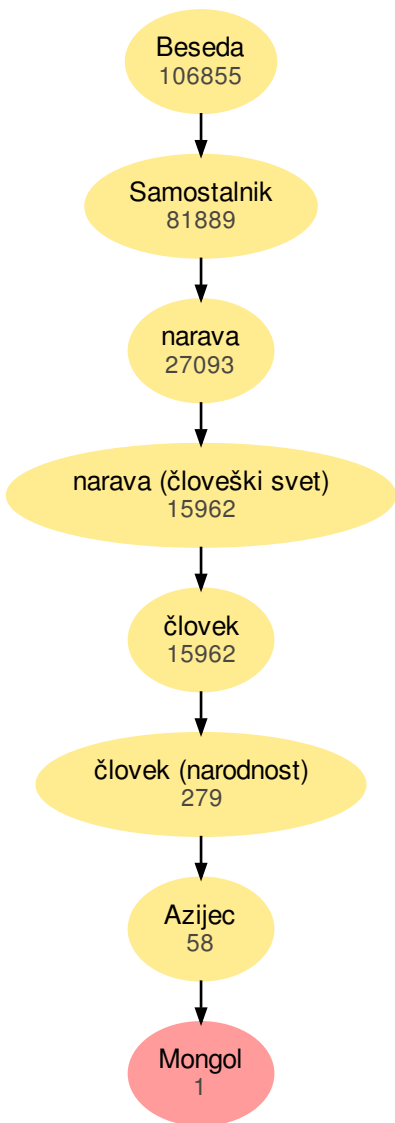 Beseda
106855
Samostalnik
81889
narava
27093
narava (človeški svet)
15962
človek
15962
človek (narodnost)
279
Azijec
58
Mongol
1